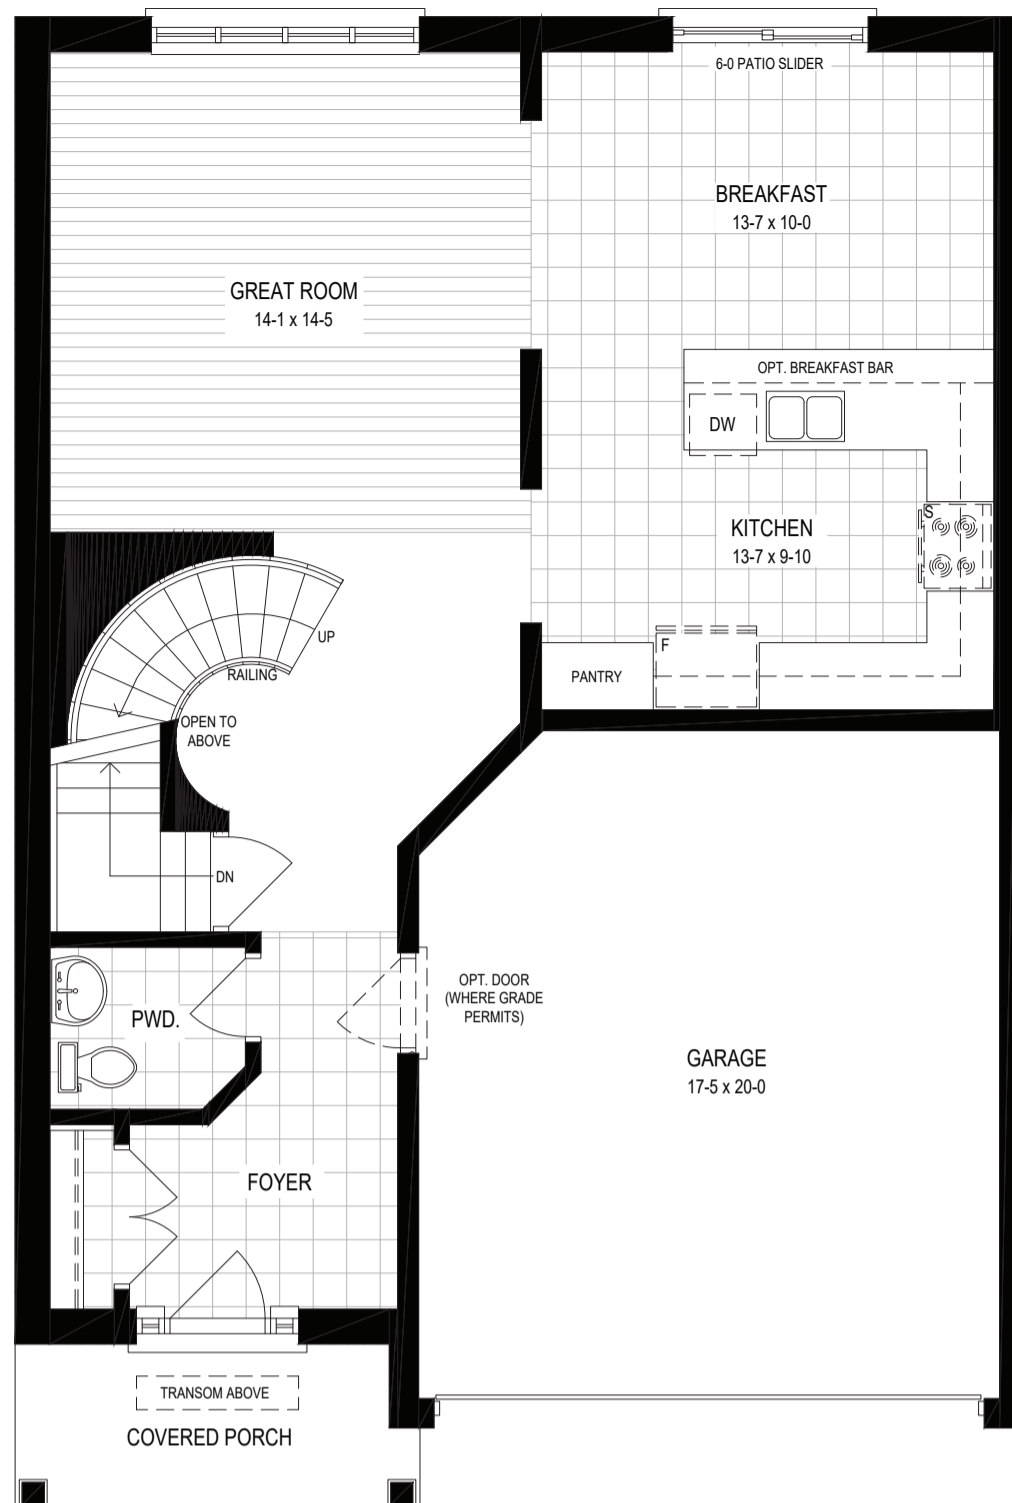 6-0 PATIO SLIDER
BREAKFAST
13-7 x 10-0
GREAT ROOM
14-1 x 14-5
OPT. BREAKFAST BAR
DW
S
KITCHEN
13-7 x 9-10
UP
F
RAILING
PANTRY
OPEN TO
ABOVE
DN
OPT. DOOR
(WHERE GRADE
PERMITS)
PWD.
GARAGE
17-5 x 20-0
FOYER
TRANSOM ABOVE
COVERED PORCH